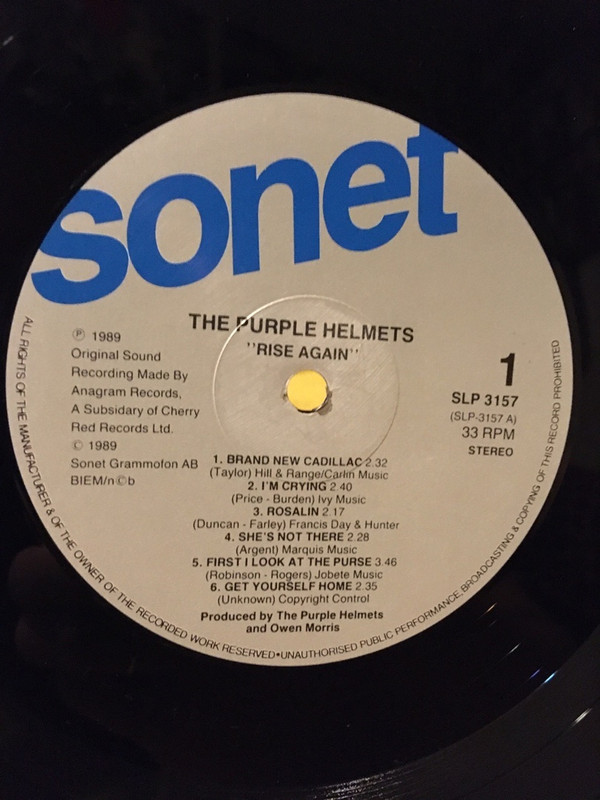 sonet
THE PURPLE HELMETS
"RISE AGAIN"
℗ 1989
Original Sound
Recording Made By
Anagram Records,
A Subsidary of Cherry
Red Records Ltd.
© 1989
Sonet Grammofon AB
BIEM/n©b
1
SLP 3157
(SLP-3157 A)
33 RPM
STEREO
1. BRAND NEW CADILLAC 2.32
(Taylor) Hill & Range/Carlin Music
2. I'M CRYING 2.40
(Price - Burden) Ivy Music
3. ROSALIN 2.17
(Duncan - Farley) Francis Day & Hunter
4. SHE'S NOT THERE 2.28
(Argent) Marquis Music
5. FIRST I LOOK AT THE PURSE 3.46
(Robinson - Rogers) Jobete Music
6. GET YOURSELF HOME 2.35
(Unknown) Copyright Control
Produced by The Purple Helmets
and Owen Morris
ALL RIGHTS OF THE MANUFACTURER & OF THE OWNER OF THE RECORDED WORK RESERVED•UNAUTHORISED PUBLIC PERFORMANCE, BROADCASTING & COPYING OF THIS RECORD PROHIBITED